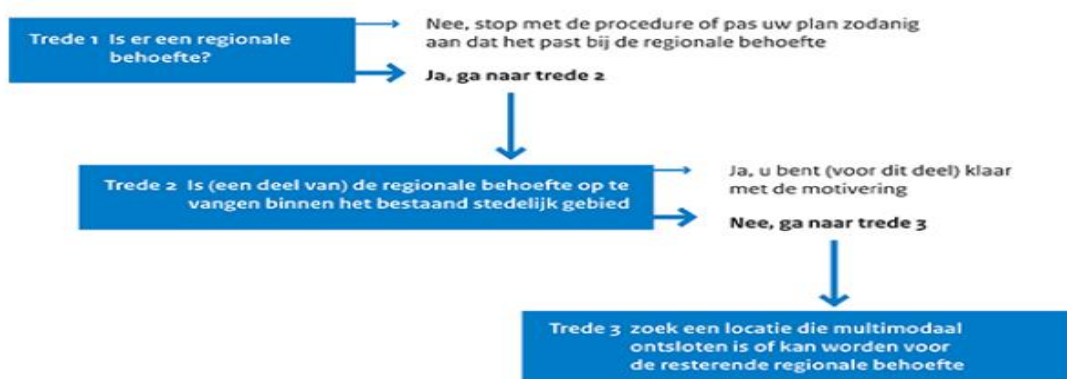 Trede 1 Is er een regionale
behoefte?
Nee, stop met de procedure of pas uw plan zodanig
aan dat het past bij de regionale behoefte
Ja, ga naar trede 2
Trede 2 Is (een deel van) de regionale behoefte op te
vangen binnen het bestaand stedelijk gebied
Ja, u bent (voor dit deel) klaar
met de motivering
Nee, ga naar trede 3
Trede 3 zoek een locatie die multimodaal
ontsloten is of kan worden voor
de resterende regionale behoefte